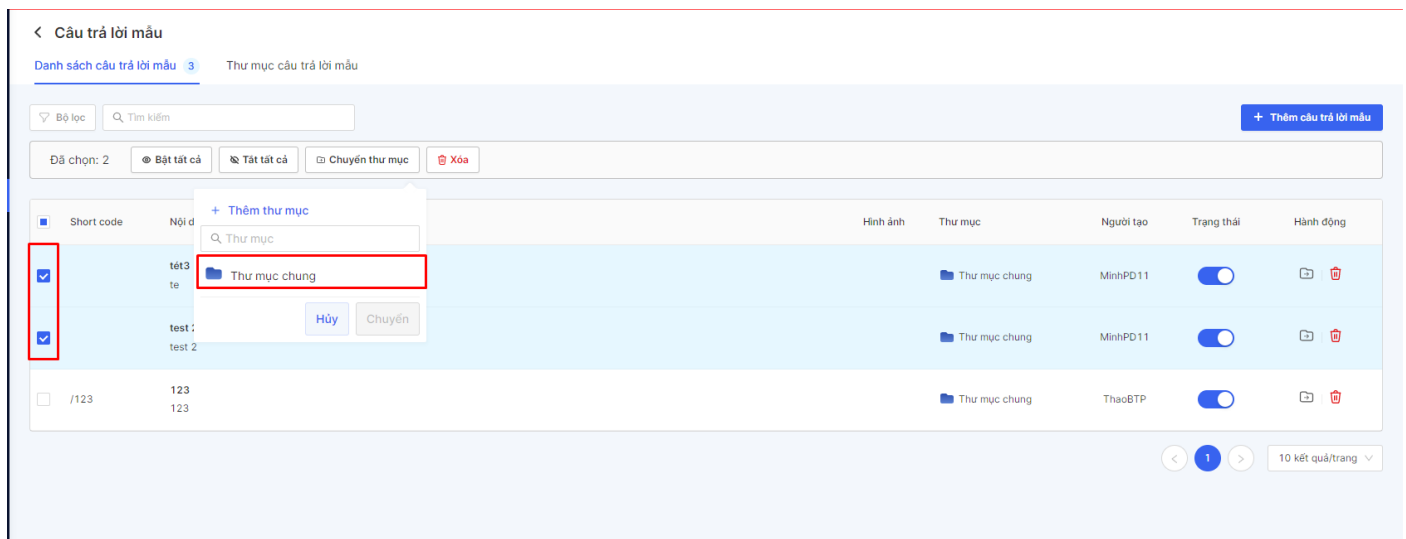 Câu trả lời mẫu
Danh sách câu trả lời mẫu 3 Thư mục câu trả lời mẫu
Bộ lọc Tìm kiếm + Thêm câu trả lời mẫu
Đã chọn: 2 Bật tất cả Tắt tất cả Chuyển thư mục Xóa
+ Thêm thư mục
Thư mục
Thư mục chung
Hủy Chuyển
Short code Nội d Hình ảnh Thư mục Người tạo Trạng thái Hành động
tét3
te
Thư mục chung MinhPD11
test 2
test 2
Thư mục chung MinhPD11
/123
123
123
Thư mục chung ThaoBTP
< 1 > 10 kết quả/trang